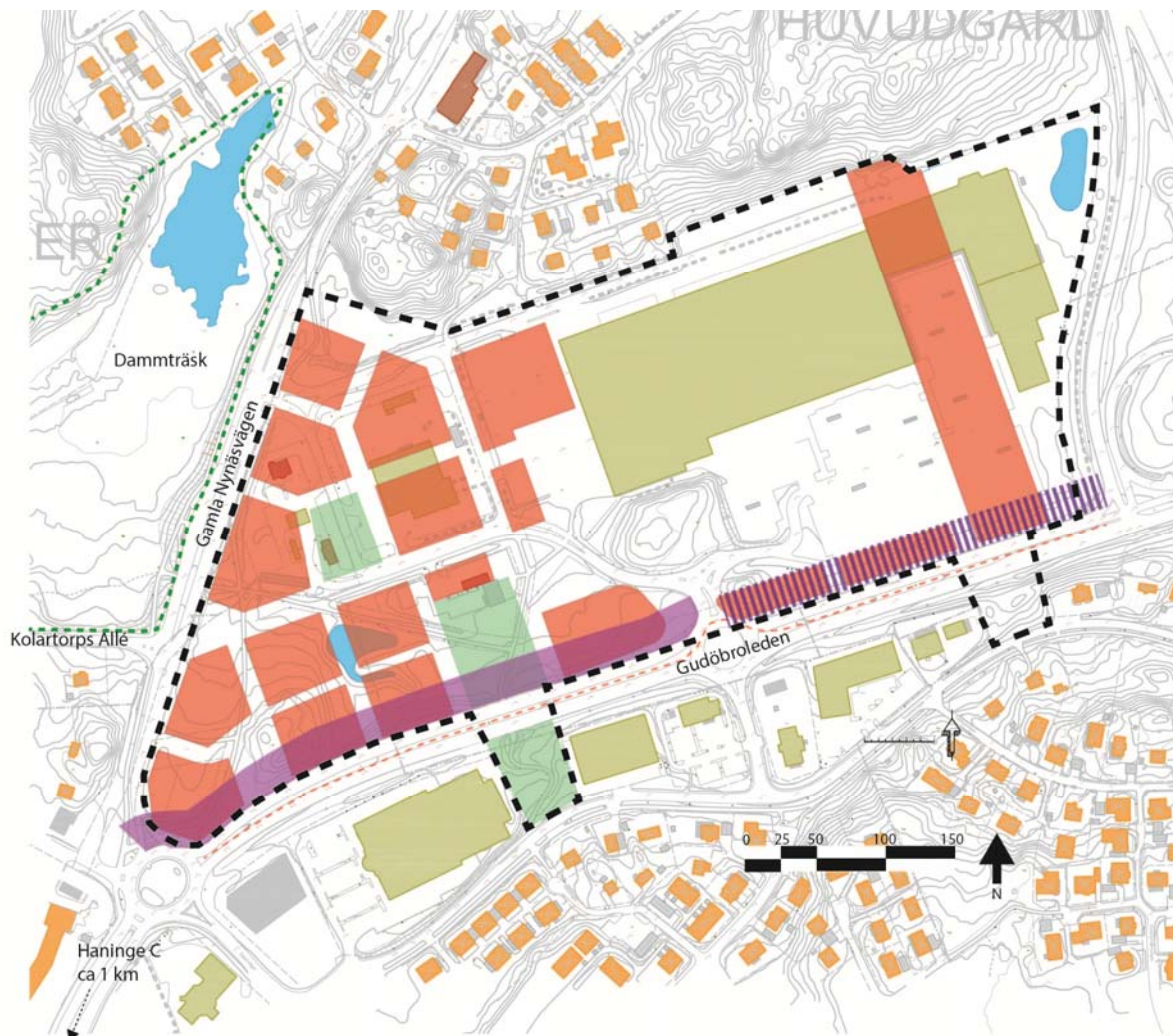 HUVUDGÅRD
ER
Dammträsk
Gamla Nynäsvägen
Kolartorps Allé
Gudöbroleden
0 25 50 100 150
N
Haninge C
ca 1 km